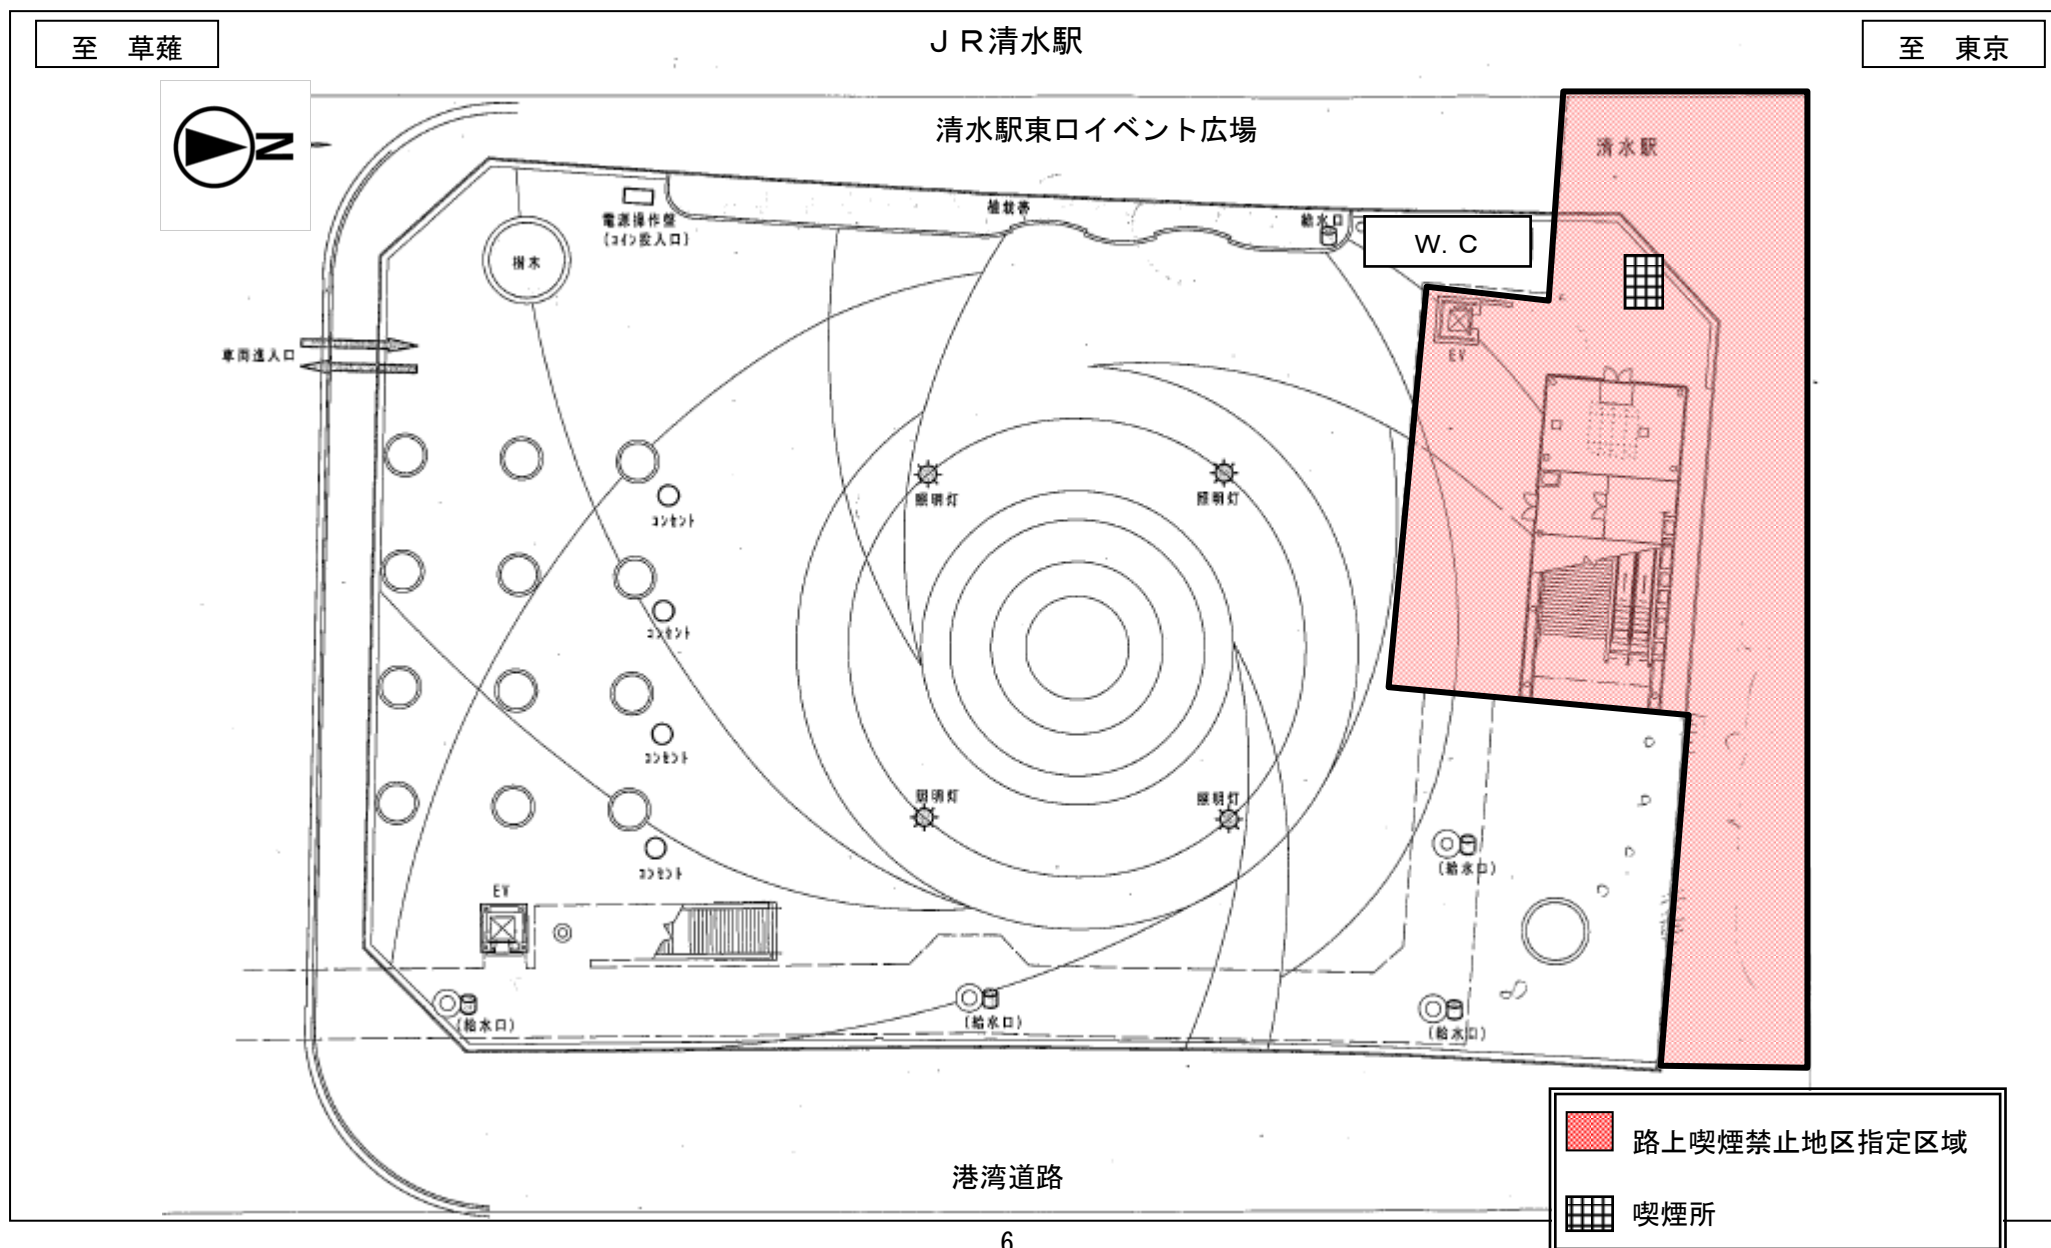 至　草薙
ＪＲ清水駅
至　東京
N
清水駅東口イベント広場
清水駅
電源操作盤
(コイン投入口)
植栽帯
給水口
W.C
樹木
車両進入口
EV
照明灯
照明灯
コンセント
コンセント
コンセント
照明灯
照明灯
コンセント
(給水口)
EV
(給水口)
(給水口)
(給水口)
路上喫煙禁止地区指定区域
港湾道路
喫煙所
6